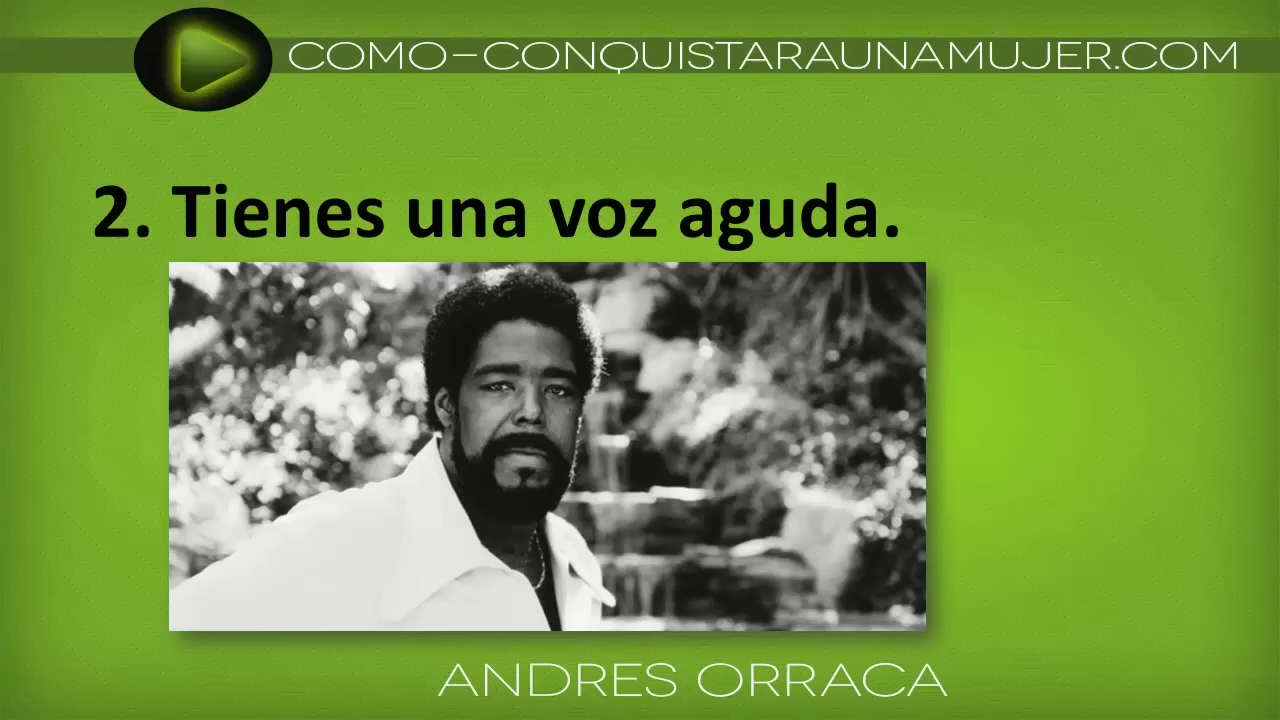 COMO-CONQUISTARAUNAMUJER.COM
2. Tienes una voz aguda.
ANDRES ORRACA